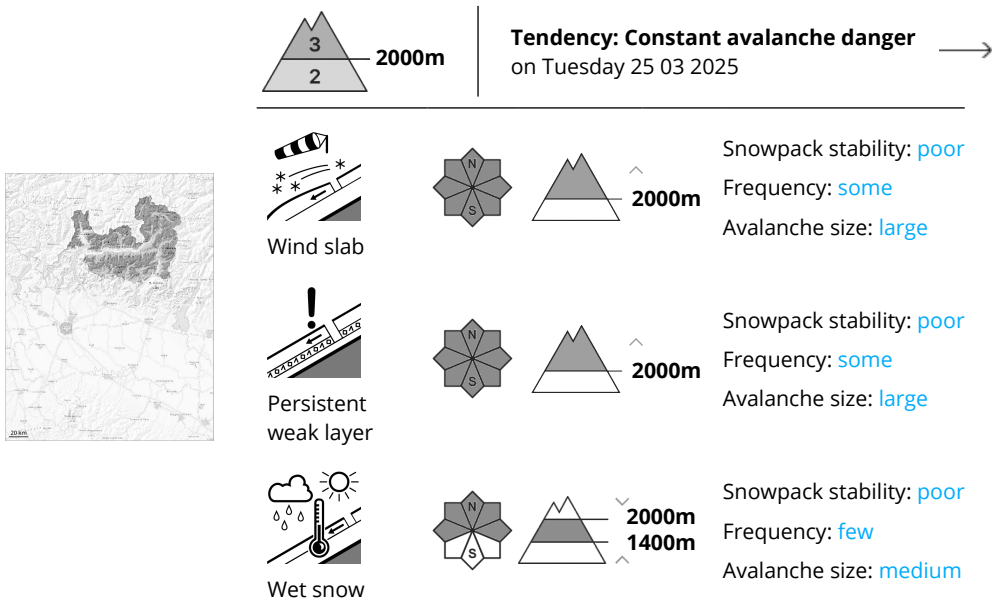 3
2000m
2
Tendency: Constant avalanche danger
on Tuesday 25 03 2025
N
S
2000m
Snowpack stability: poor
Frequency: some
Avalanche size: large
Wind slab
N
S
2000m
Snowpack stability: poor
Frequency: some
Avalanche size: large
Persistent
weak layer
N
S
2000m
1400m
Snowpack stability: poor
Frequency: few
Avalanche size: medium
Wet snow
20 km